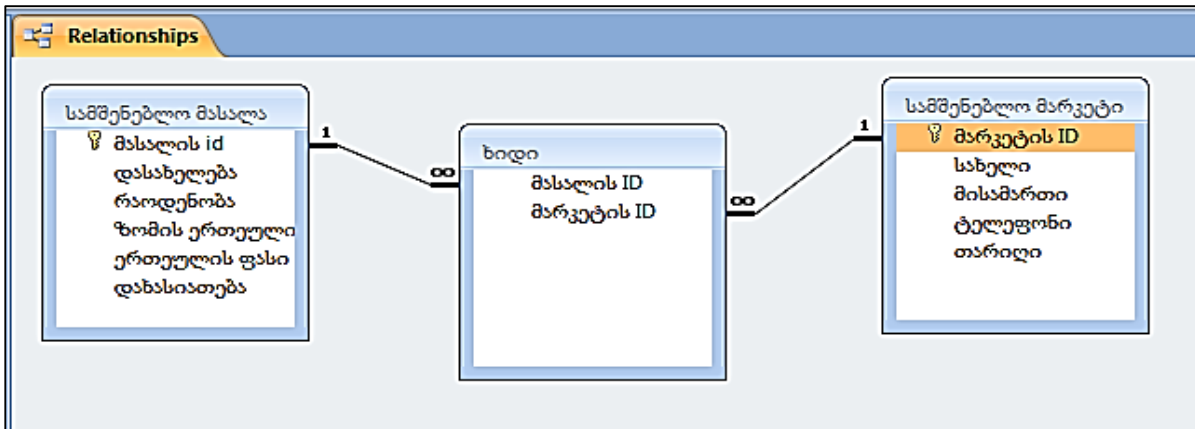 Relationships
სამშენებლო მასალა
მასალის id
დასახელება
რაოდენობა
ზომის ერთეული
ერთეულის ფასი
დახასიათება
1
∞
ხიდი
მასალის ID
მარკეტის ID
∞
1
სამშენებლო მარკეტი
მარკეტის ID
სახელი
მისამართი
ტელეფონი
თარიღი